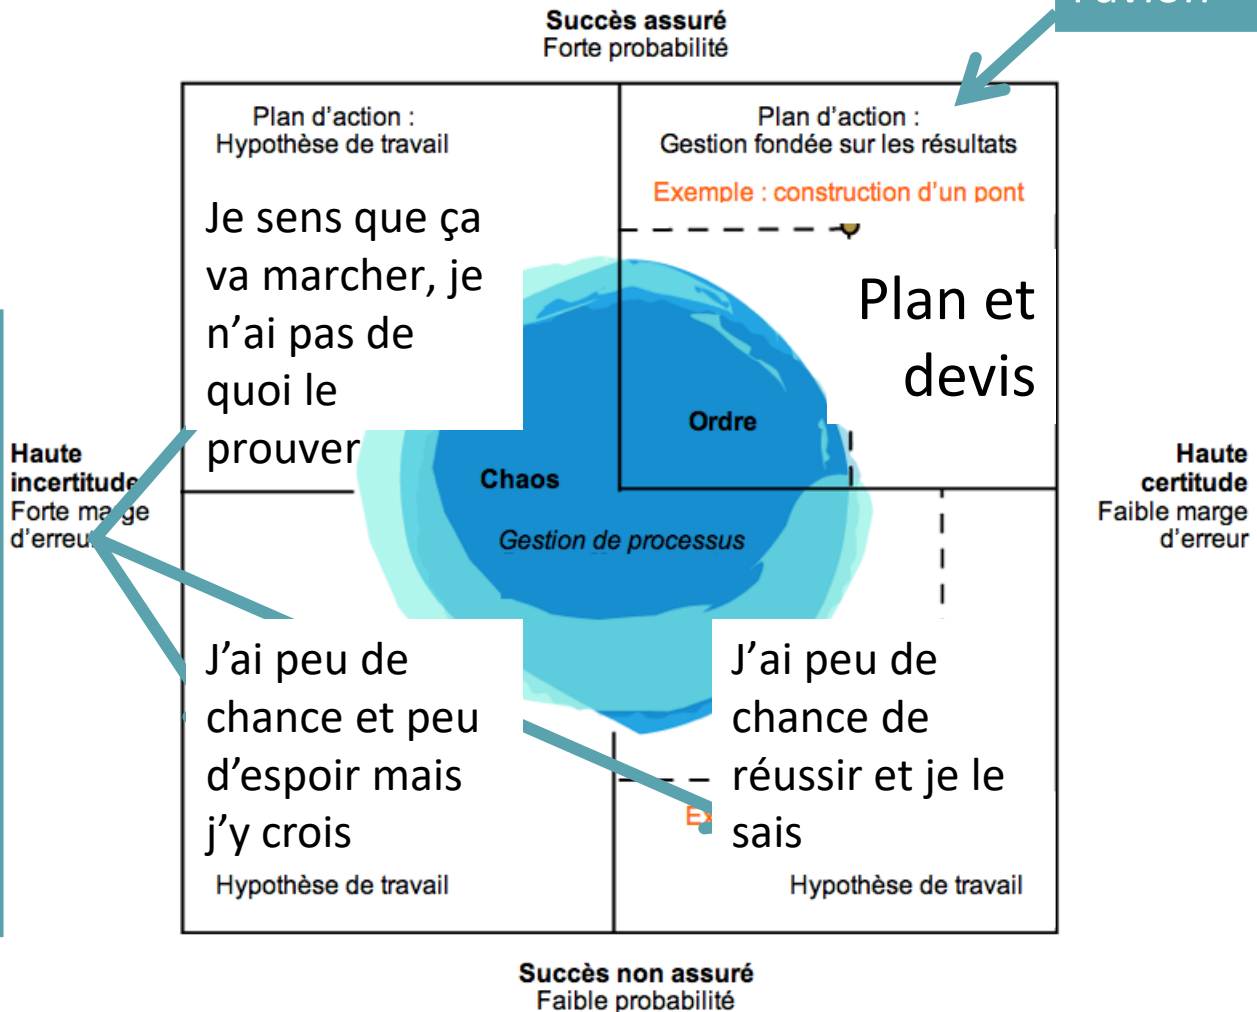 Succès assuré
Forte probabilité
Plan d'action :
Hypothèse de travail
Plan d'action :
Gestion fondée sur les résultats
Exemple : construction d'un pont
Je sens que ça
va marcher, je
n'ai pas de
quoi le
prouver
Plan et
devis
Ordre
Chaos
Gestion de processus
Haute
incertitude
Forte marge
d'erreur
Haute
certitude
Faible marge
d'erreur
J'ai peu de
chance et peu
d'espoir mais
j'y crois
J'ai peu de
chance de
réussir et je le
sais
Hypothèse de travail
Hypothèse de travail
Succès non assuré
Faible probabilité